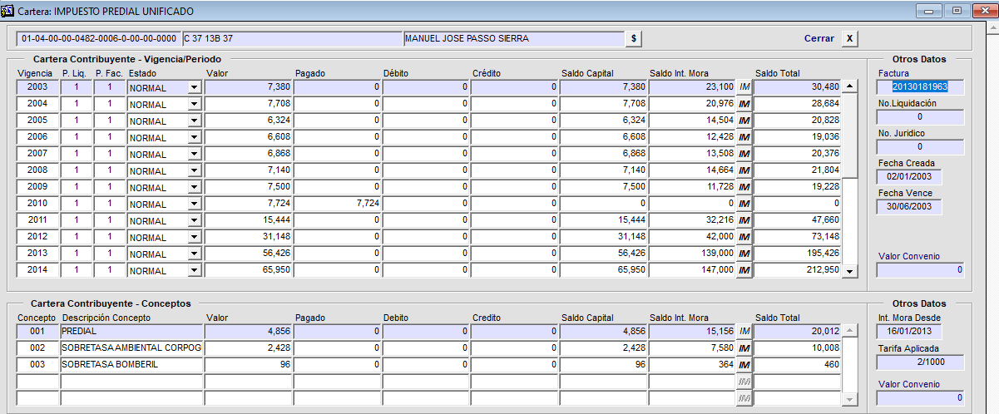 Cartera: IMPUESTO PREDIAL UNIFICADO
01-04-00-00-0482-0006-0-00-00-0000 C 37 13B 37 MANUEL JOSE PASSO SIERRA $ Cerrar X
Cartera Contribuyente - Vigencia/Periodo
Vigencia P. Liq. P. Fac. Estado Valor Pagado Débito Crédito Saldo Capital Saldo Int. Mora Saldo Total
2003 1 1 NORMAL 7,380 0 0 0 7,380 23,100 IM 30,480
2004 1 1 NORMAL 7,708 0 0 0 7,708 20,976 IM 28,684
2005 1 1 NORMAL 6,324 0 0 0 6,324 14,504 IM 20,828
2006 1 1 NORMAL 6,608 0 0 0 6,608 12,428 IM 19,036
2007 1 1 NORMAL 6,868 0 0 0 6,868 13,508 IM 20,376
2008 1 1 NORMAL 7,140 0 0 0 7,140 14,664 IM 21,804
2009 1 1 NORMAL 7,500 0 0 0 7,500 11,728 IM 19,228
2010 1 1 NORMAL 7,724 7,724 0 0 0 0 IM 0
2011 1 1 NORMAL 15,444 0 0 0 15,444 32,216 IM 47,660
2012 1 1 NORMAL 31,148 0 0 0 31,148 42,000 IM 73,148
2013 1 1 NORMAL 56,426 0 0 0 56,426 139,000 IM 195,426
2014 1 1 NORMAL 65,950 0 0 0 65,950 147,000 IM 212,950
Otros Datos
Factura
20130181963
No.Liquidación
0
No. Juridico
0
Fecha Creada
02/01/2003
Fecha Vence
30/06/2003
Valor Convenio
0
Cartera Contribuyente - Conceptos
Concepto Descripción Concepto Valor Pagado Debito Credito Saldo Capital Saldo Int. Mora Saldo Total
001 PREDIAL 4,856 0 0 0 4,856 15,156 IM 20,012
002 SOBRETASA AMBIENTAL CORPOG 2,428 0 0 0 2,428 7,580 IM 10,008
003 SOBRETASA BOMBERIL 96 0 0 0 96 364 IM 460
IM
IM
Otros Datos
Int. Mora Desde
16/01/2013
Tarifa Aplicada
2/1000
Valor Convenio
0